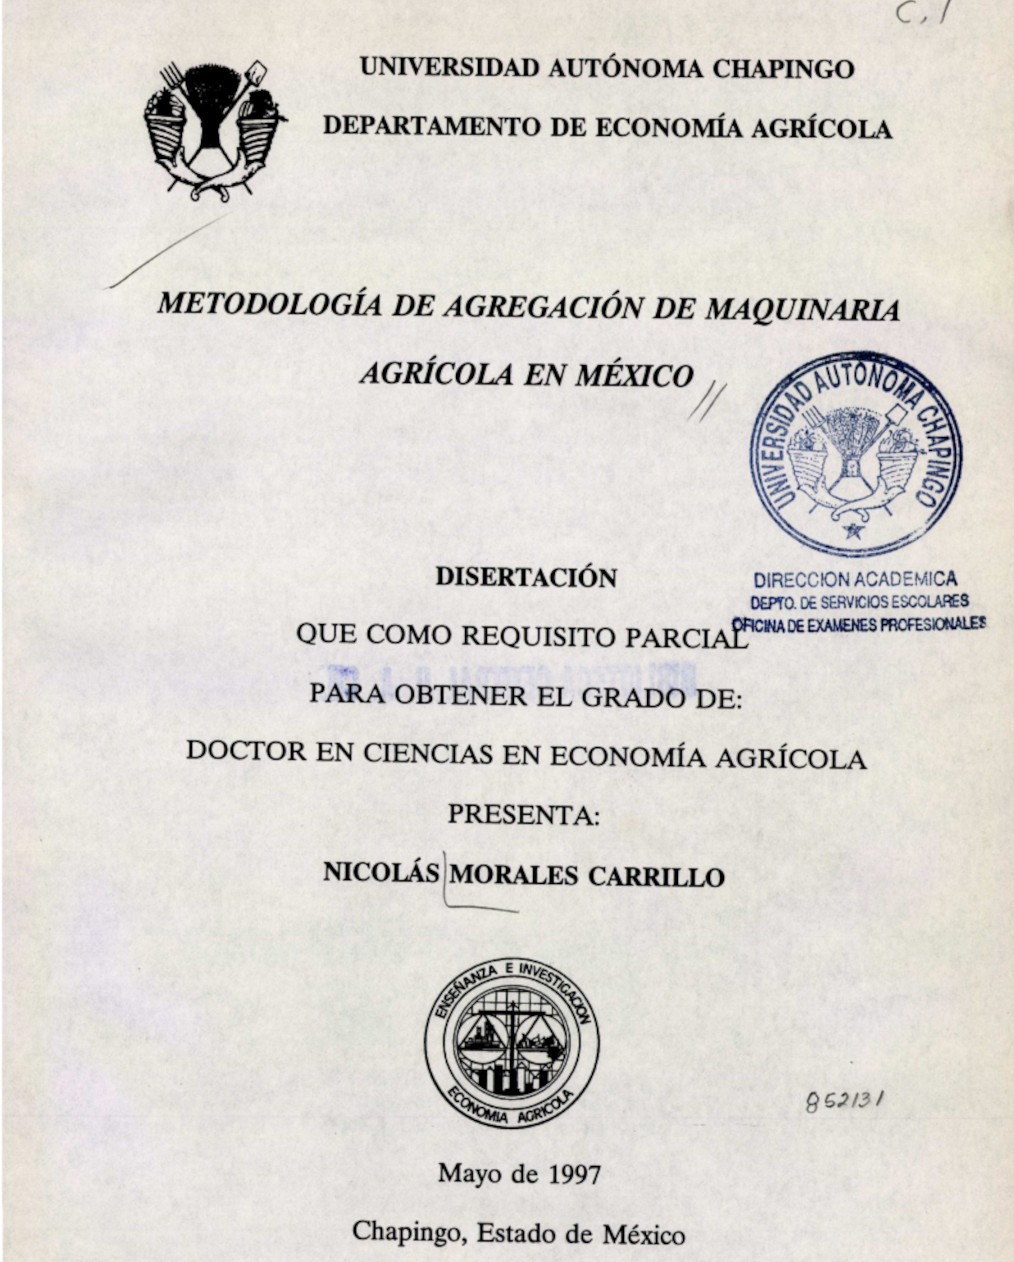 C.1
UNIVERSIDAD AUTÓNOMA CHAPINGO
DEPARTAMENTO DE ECONOMÍA AGRÍCOLA
METODOLOGÍA DE AGREGACIÓN DE MAQUINARIA
AGRÍCOLA EN MÉXICO
UNIVERSIDAD AUTÓNOMA CHAPINGO
DIRECCION ACADEMICA
DEPTO. DE SERVICIOS ESCOLARES
OFICINA DE EXAMENES PROFESIONALES
DISERTACIÓN
QUE COMO REQUISITO PARCIAL
PARA OBTENER EL GRADO DE:
DOCTOR EN CIENCIAS EN ECONOMÍA AGRÍCOLA
PRESENTA:
NICOLÁS MORALES CARRILLO
ENSEÑANZA E INVESTIGACION
ECONOMIA AGRICOLA
852131
Mayo de 1997
Chapingo, Estado de México